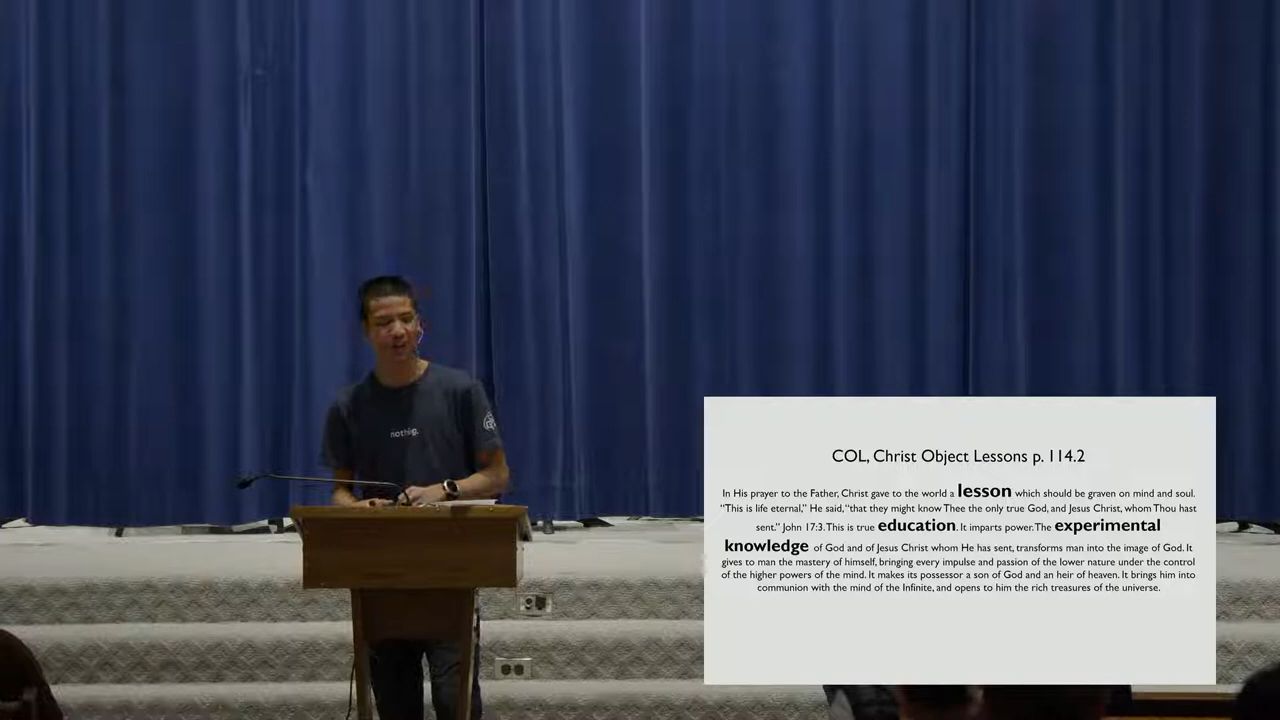 nothing.
COL, Christ Object Lessons p. 114.2
In His prayer to the Father, Christ gave to the world a lesson which should be graven on mind and soul.
“This is life eternal,” He said, “that they might know Thee the only true God, and Jesus Christ, whom Thou hast
sent.” John 17:3. This is true education. It imparts power. The experimental
knowledge of God and of Jesus Christ whom He has sent, transforms man into the image of God. It
gives to man the mastery of himself, bringing every impulse and passion of the lower nature under the control
of the higher powers of the mind. It makes its possessor a son of God and an heir of heaven. It brings him into
communion with the mind of the Infinite, and opens to him the rich treasures of the universe.